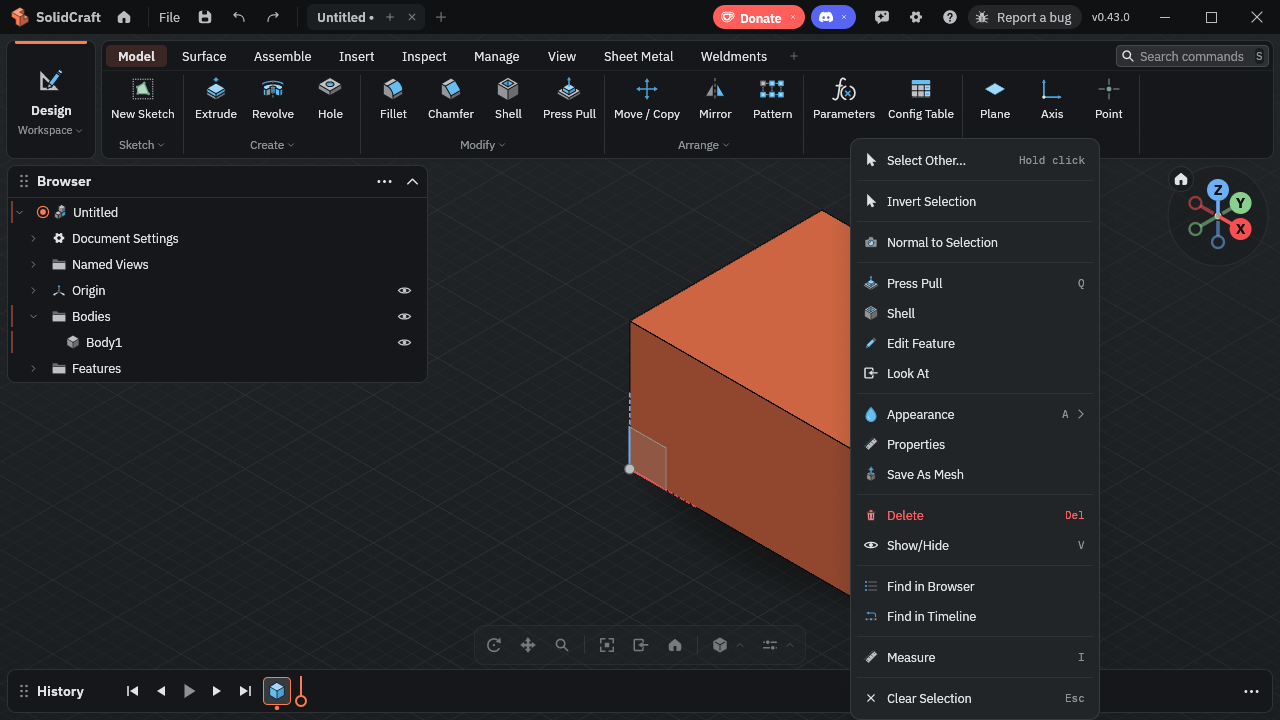 SolidCraft
File
Untitled •
Donate
Report a bug
v0.43.0
Design
Workspace
Model
Surface
Assemble
Insert
Inspect
Manage
View
Sheet Metal
Weldments
Search commands
S
New Sketch
Extrude
Revolve
Hole
Fillet
Chamfer
Shell
Press Pull
Move / Copy
Mirror
Pattern
Parameters
Config Table
Plane
Axis
Point
Sketch
Create
Modify
Arrange
Browser
Untitled
Document Settings
Named Views
Origin
Bodies
Body1
Features
Z
Y
X
Select Other... Hold click
Invert Selection
Normal to Selection
Press Pull Q
Shell
Edit Feature
Look At
Appearance A
Properties
Save As Mesh
Delete Del
Show/Hide V
Find in Browser
Find in Timeline
Measure I
Clear Selection Esc
History